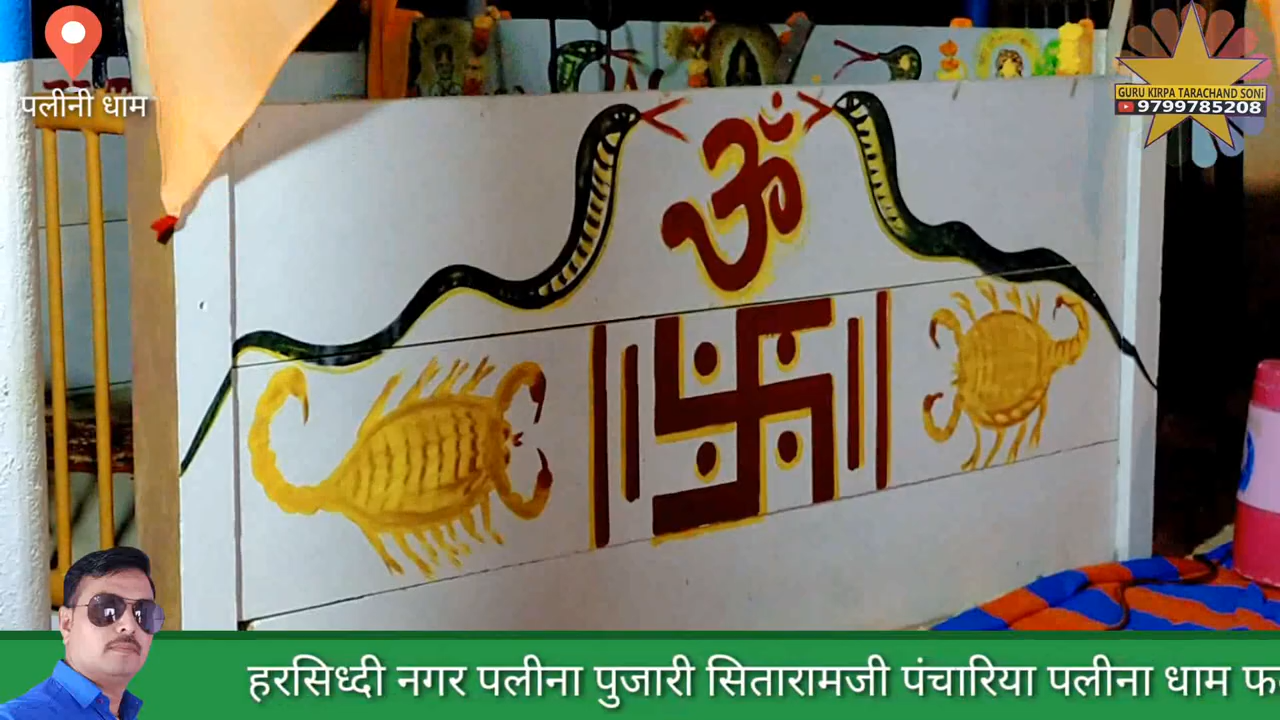 पलीनी धाम
GURU KIRPA TARACHAND SONi
9799785208
ॐ
हरसिध्दी नगर पलीना पुजारी सितारामजी पंचारिया पलीना धाम